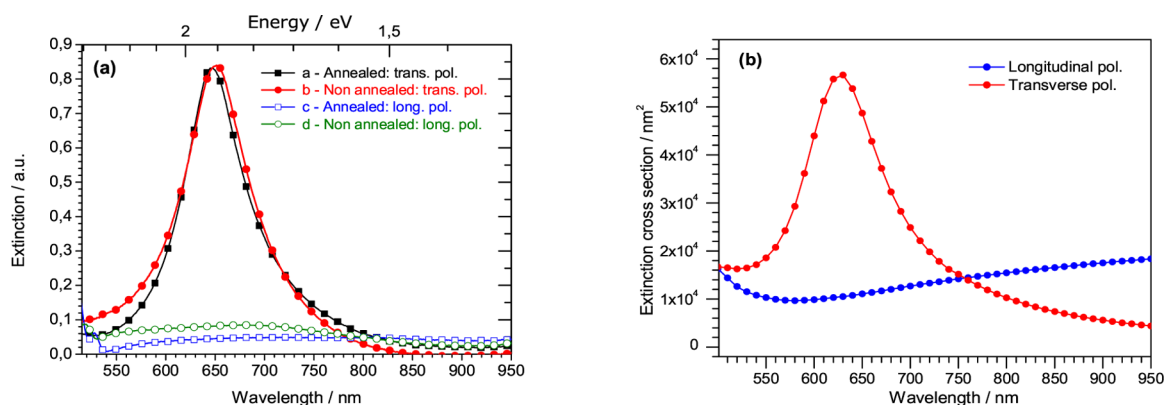 Energy / eV
2 1,5
(a)
a - Annealed: trans. pol.
b - Non annealed: trans. pol.
c - Annealed: long. pol.
d - Non annealed: long. pol.
0,9
0,8
0,7
0,6
0,5
0,4
0,3
0,2
0,1
0,0
Extinction / a.u.
550 600 650 700 750 800 850 900 950
Wavelength / nm
(b)
Longitudinal pol.
Transverse pol.
6x10⁴
5x10⁴
4x10⁴
3x10⁴
2x10⁴
1x10⁴
0
Extinction cross section / nm²
550 600 650 700 750 800 850 900 950
Wavelength / nm